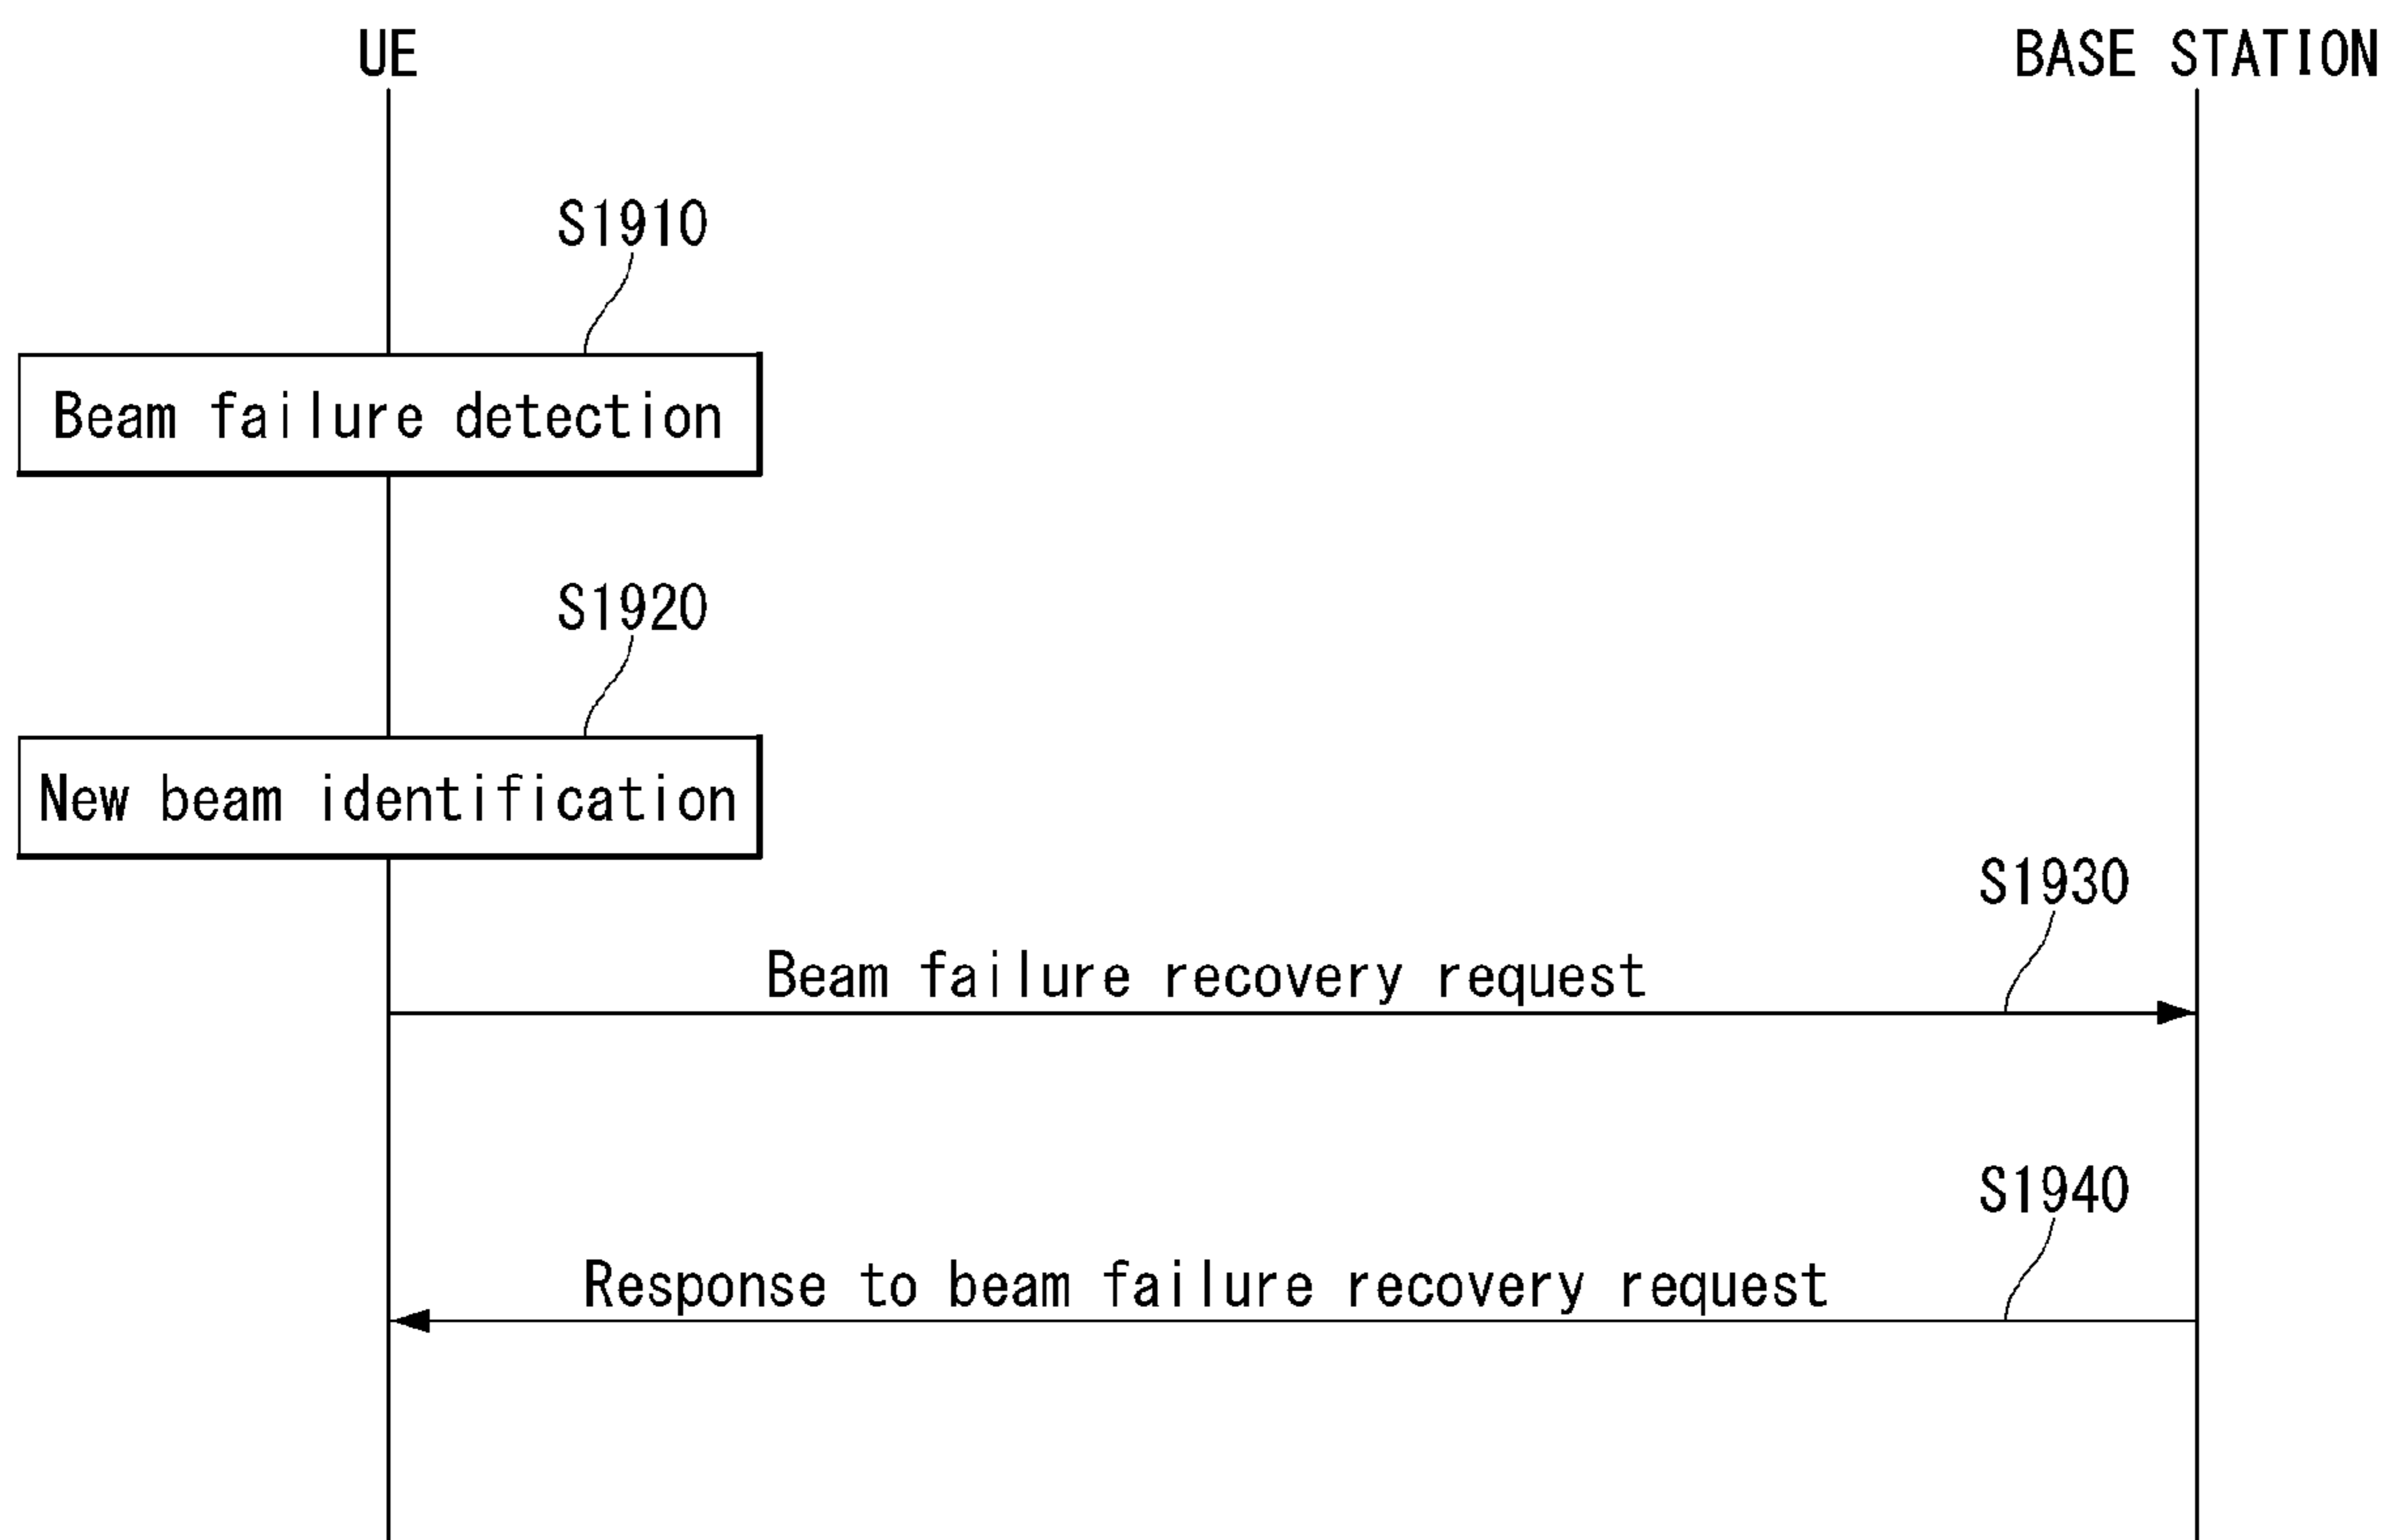 UE
BASE STATION
S1910
Beam failure detection
S1920
New beam identification
S1930
Beam failure recovery request
S1940
Response to beam failure recovery request